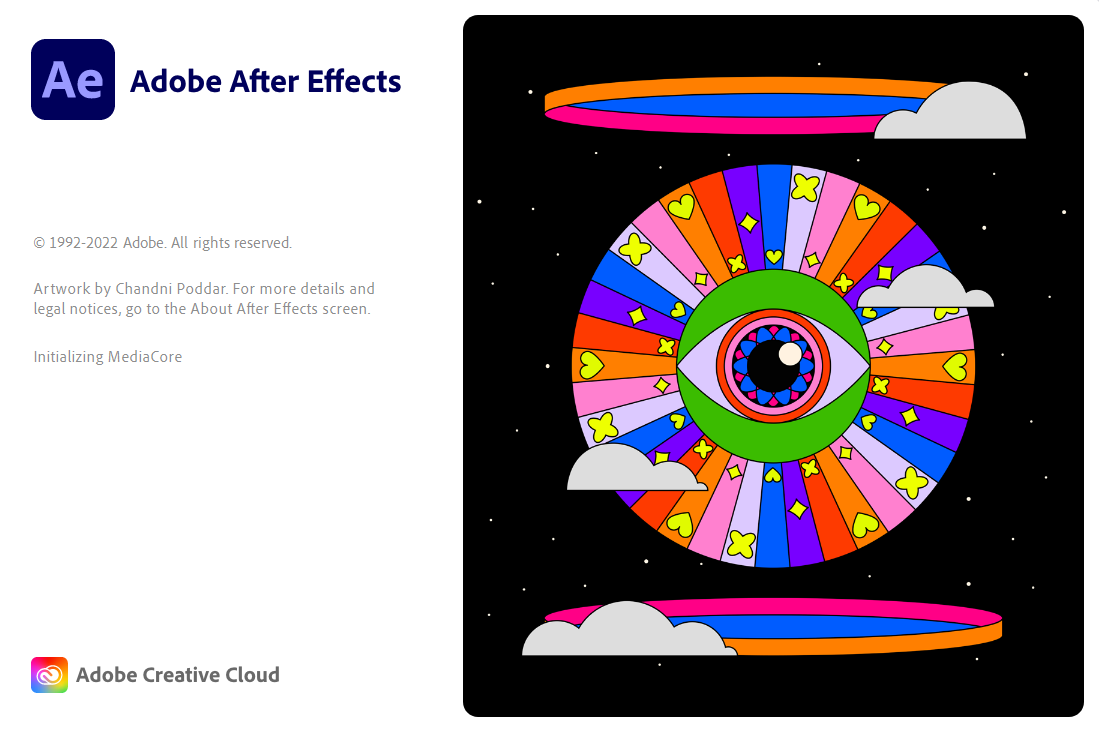 Ae Adobe After Effects
© 1992-2022 Adobe. All rights reserved.
Artwork by Chandni Poddar. For more details and
legal notices, go to the About After Effects screen.
Initializing MediaCore
Adobe Creative Cloud